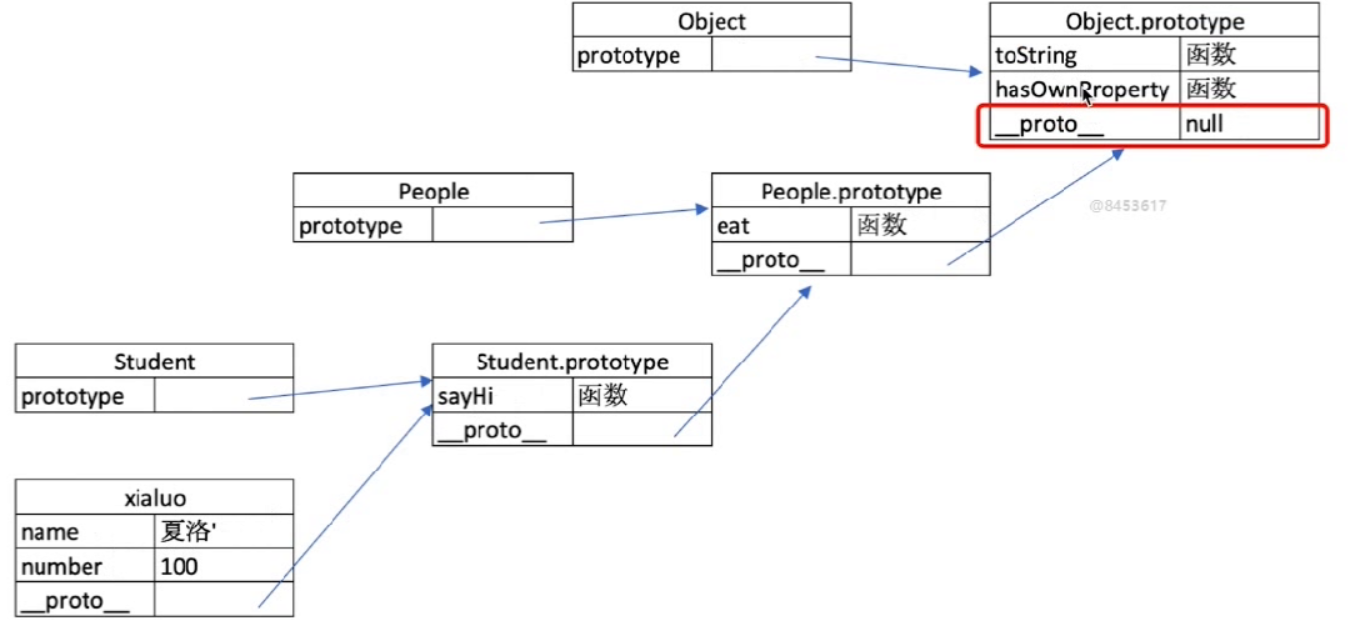 Object
prototype
Object.prototype
toString 函数
hasOwnProperty 函数
__proto__ null
People
prototype
People.prototype
eat 函数
__proto__
@8453617
Student
prototype
Student.prototype
sayHi 函数
__proto__
xialuo
name 夏洛'
number 100
__proto__